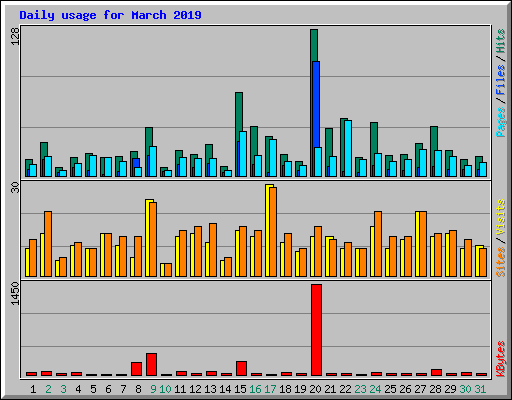 Daily usage for March 2019
128
Pages / Files / Hits
30
Sites / Visits
1450
KBytes
1 2 3 4 5 6 7 8 9 10 11 12 13 14 15 16 17 18 19 20 21 22 23 24 25 26 27 28 29 30 31